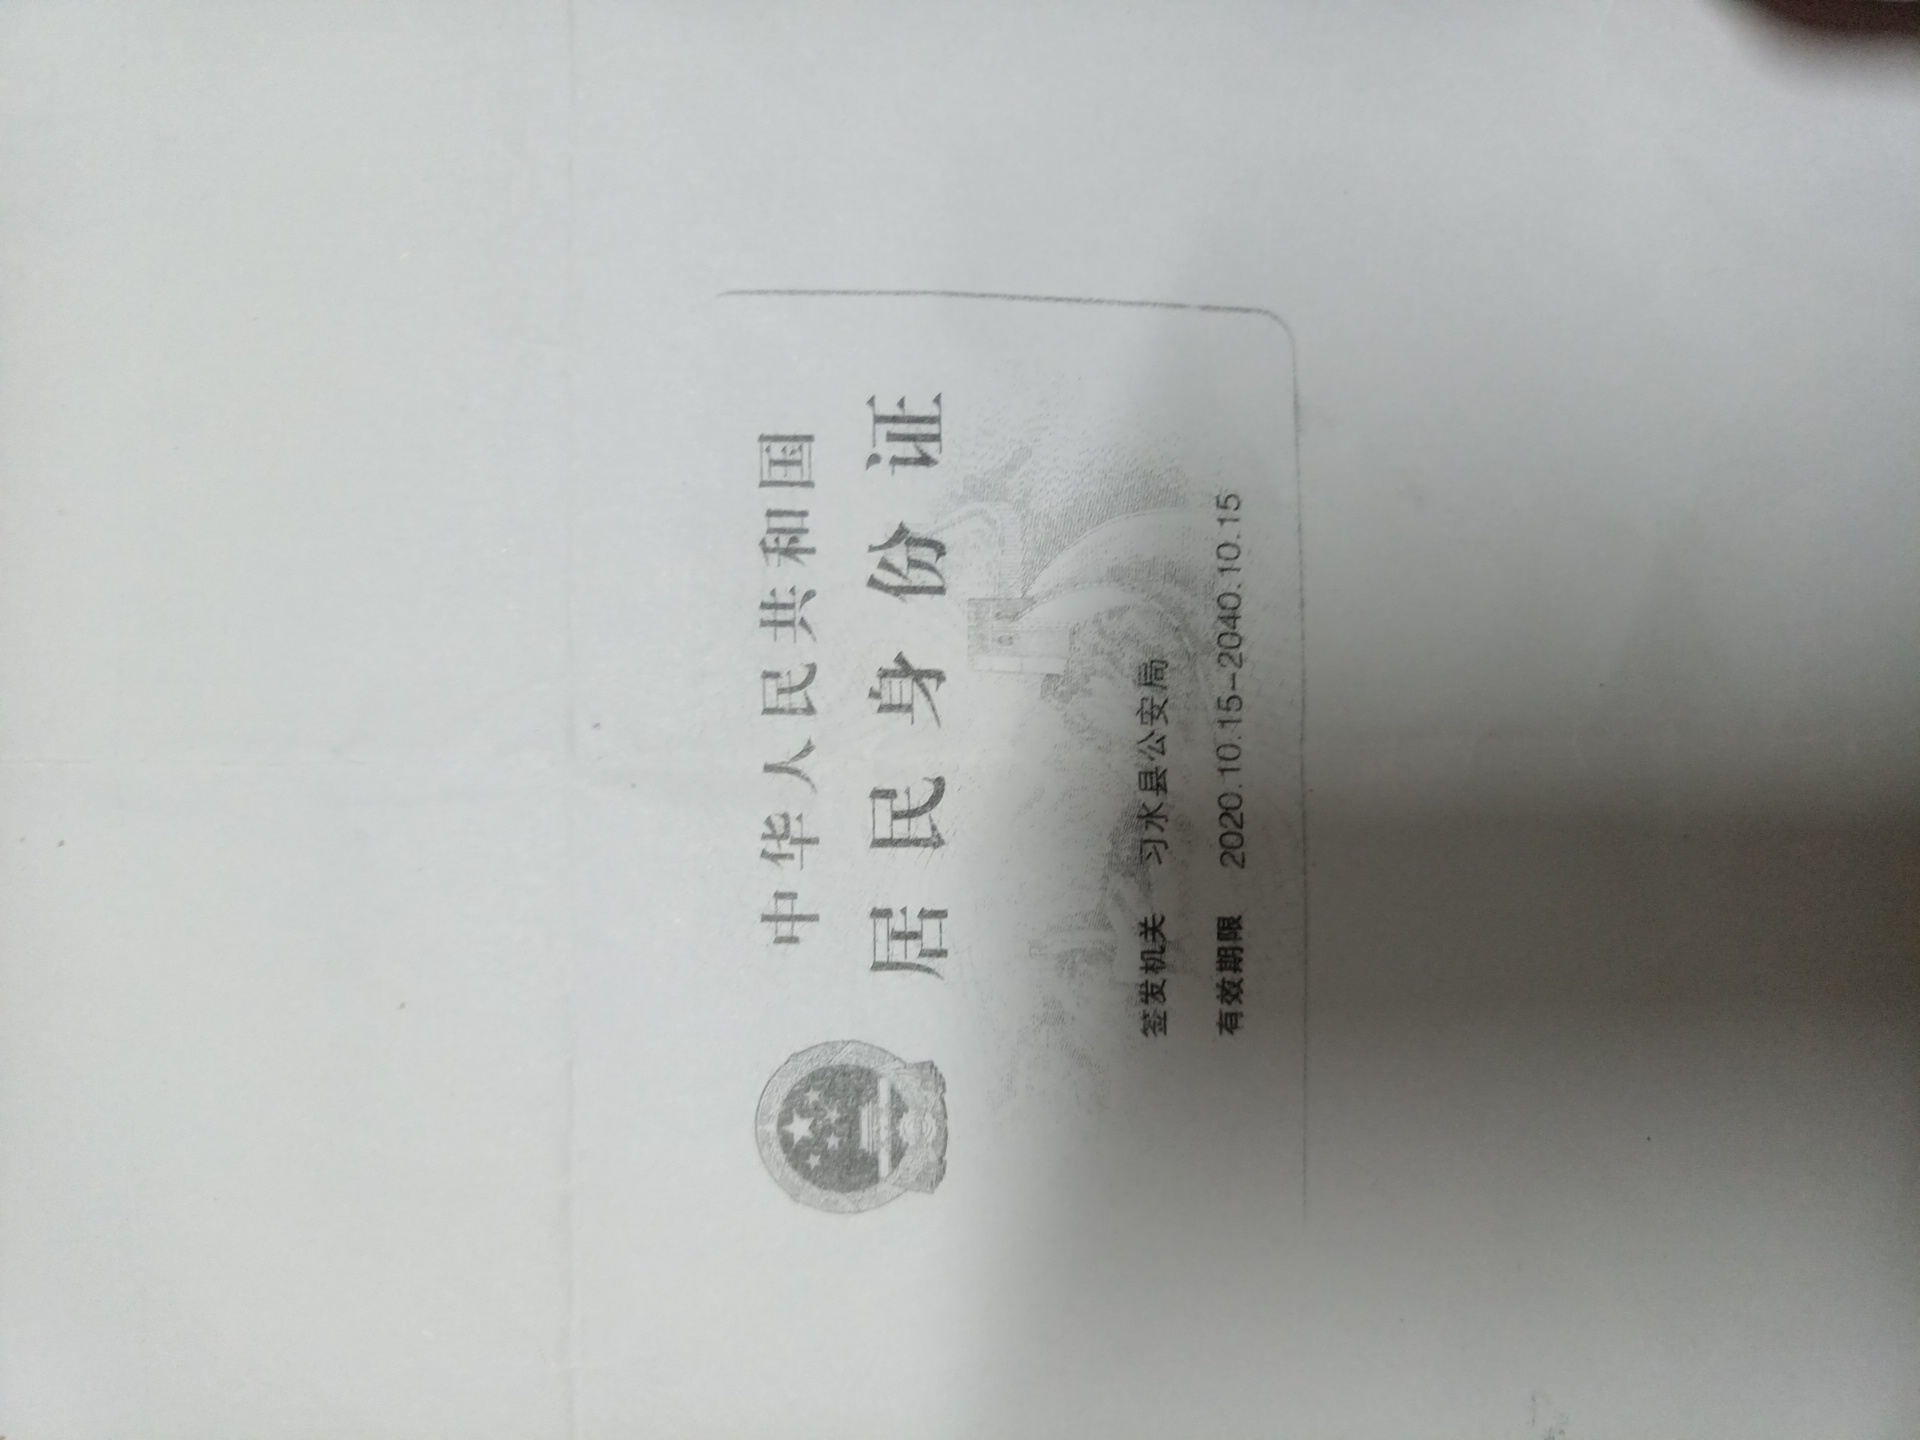 中华人民共和国
居民身份证
签发机关 习水县公安局
有效期限 2020.10.15-2040.10.15